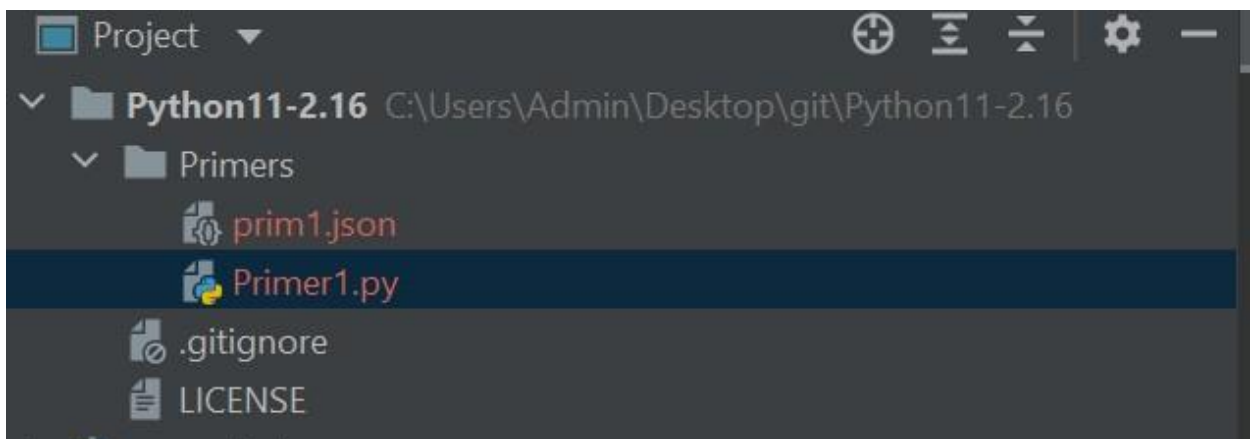 Project
Python11-2.16 C:\Users\Admin\Desktop\git\Python11-2.16
Primers
prim1.json
Primer1.py
.gitignore
LICENSE